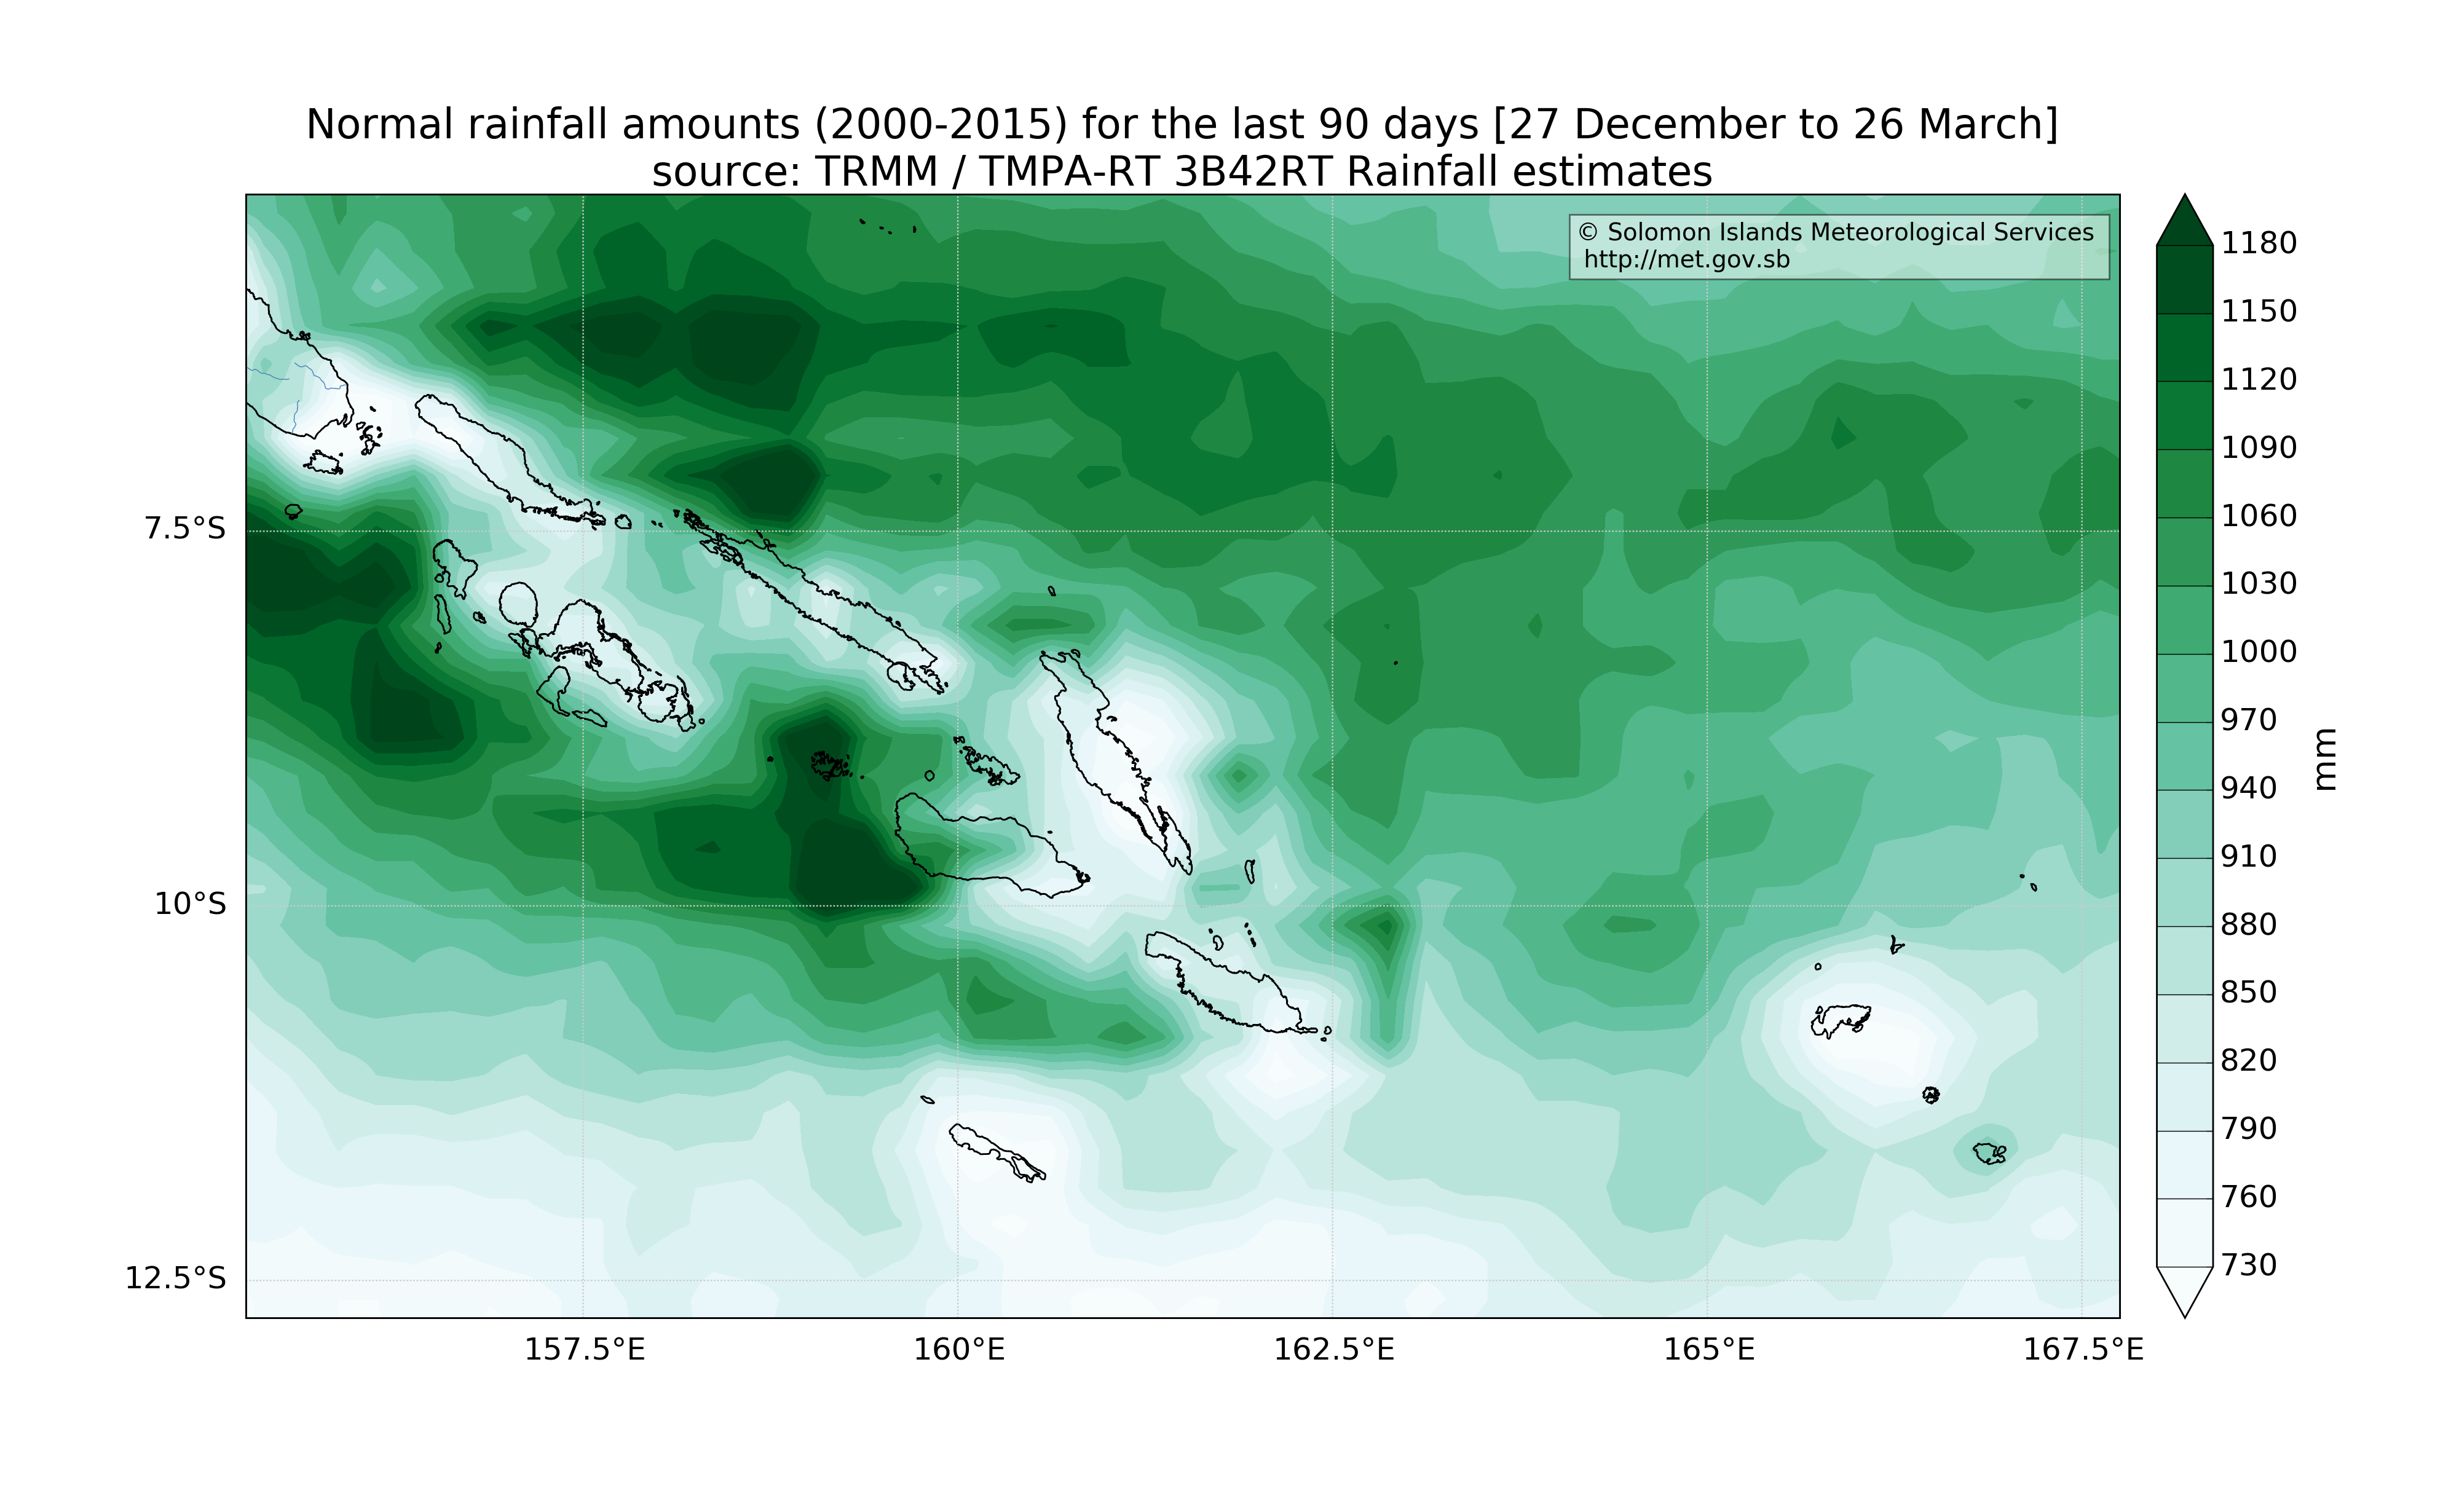 Normal rainfall amounts (2000-2015) for the last 90 days [27 December to 26 March]
source: TRMM / TMPA-RT 3B42RT Rainfall estimates
© Solomon Islands Meteorological Services
http://met.gov.sb
7.5°S
10°S
12.5°S
157.5°E
160°E
162.5°E
165°E
167.5°E
1180
1150
1120
1090
1060
1030
1000
970
940
910
880
850
820
790
760
730
mm